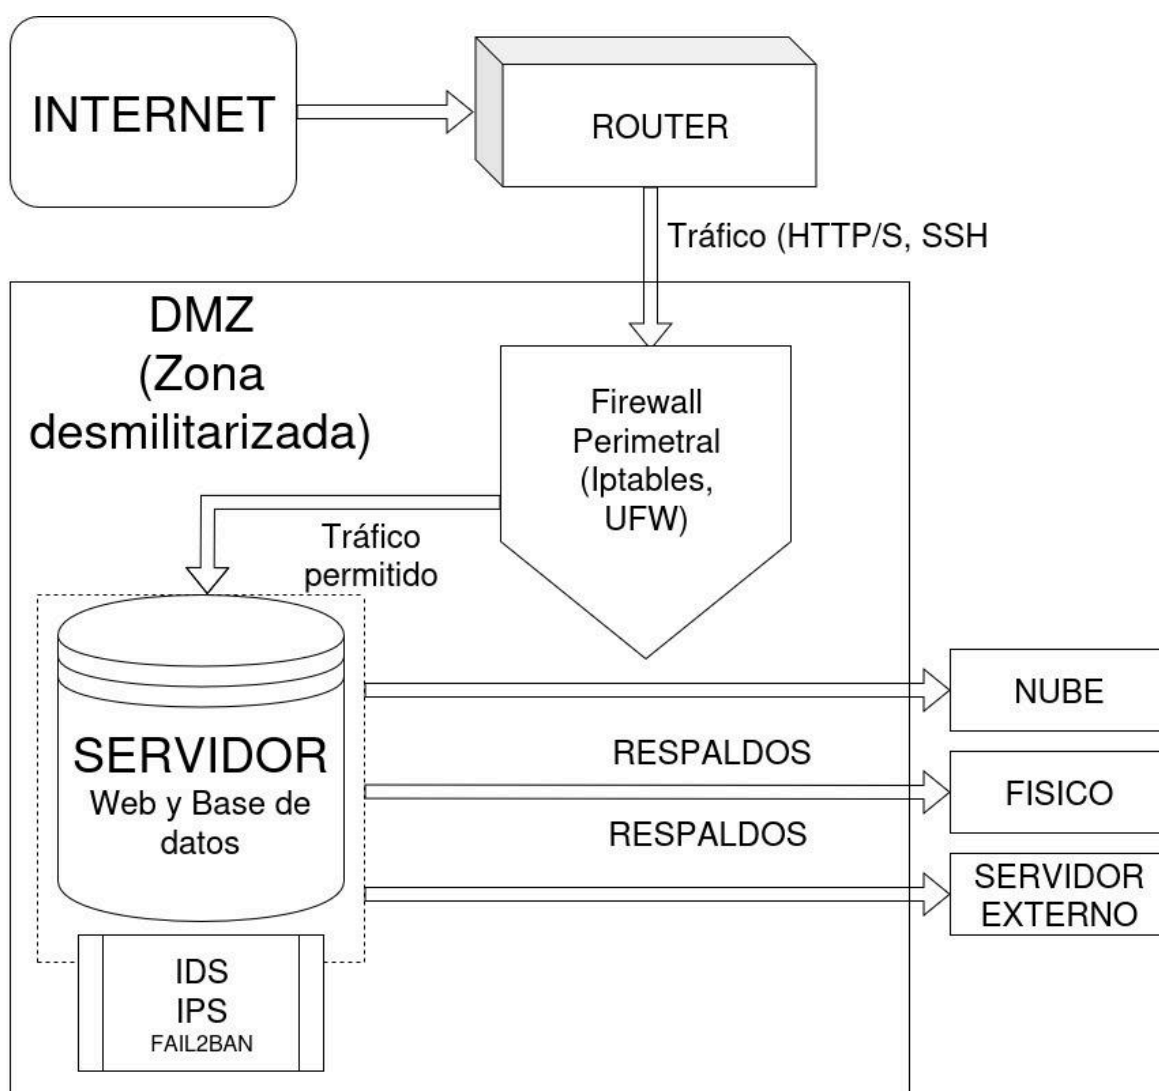 INTERNET
ROUTER
Tráfico (HTTP/S, SSH
DMZ
(Zona
desmilitarizada)
Firewall
Perimetral
(Iptables,
UFW)
Tráfico
permitido
SERVIDOR
Web y Base de
datos
NUBE
RESPALDOS
FISICO
RESPALDOS
SERVIDOR
EXTERNO
IDS
IPS
FAIL2BAN